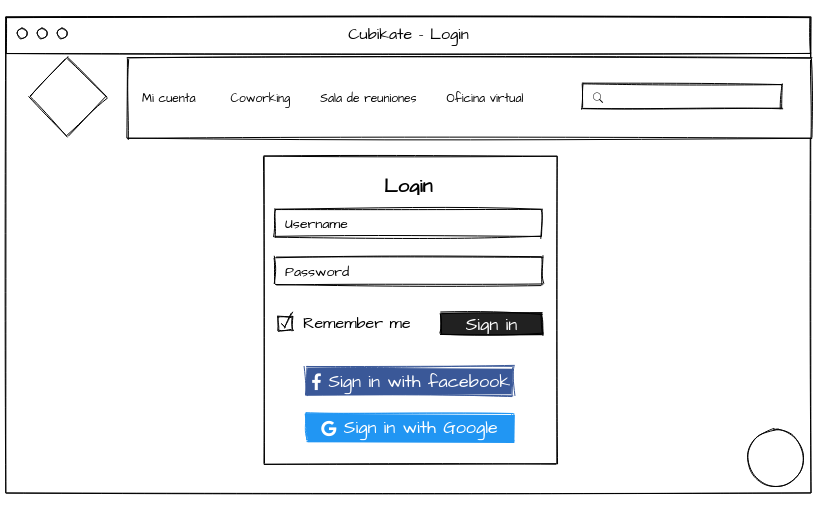 Cubikate - Login
Mi cuenta Coworking Sala de reuniones Oficina virtual
Login
Username
Password
Remember me Sign in
Sign in with facebook
Sign in with Google